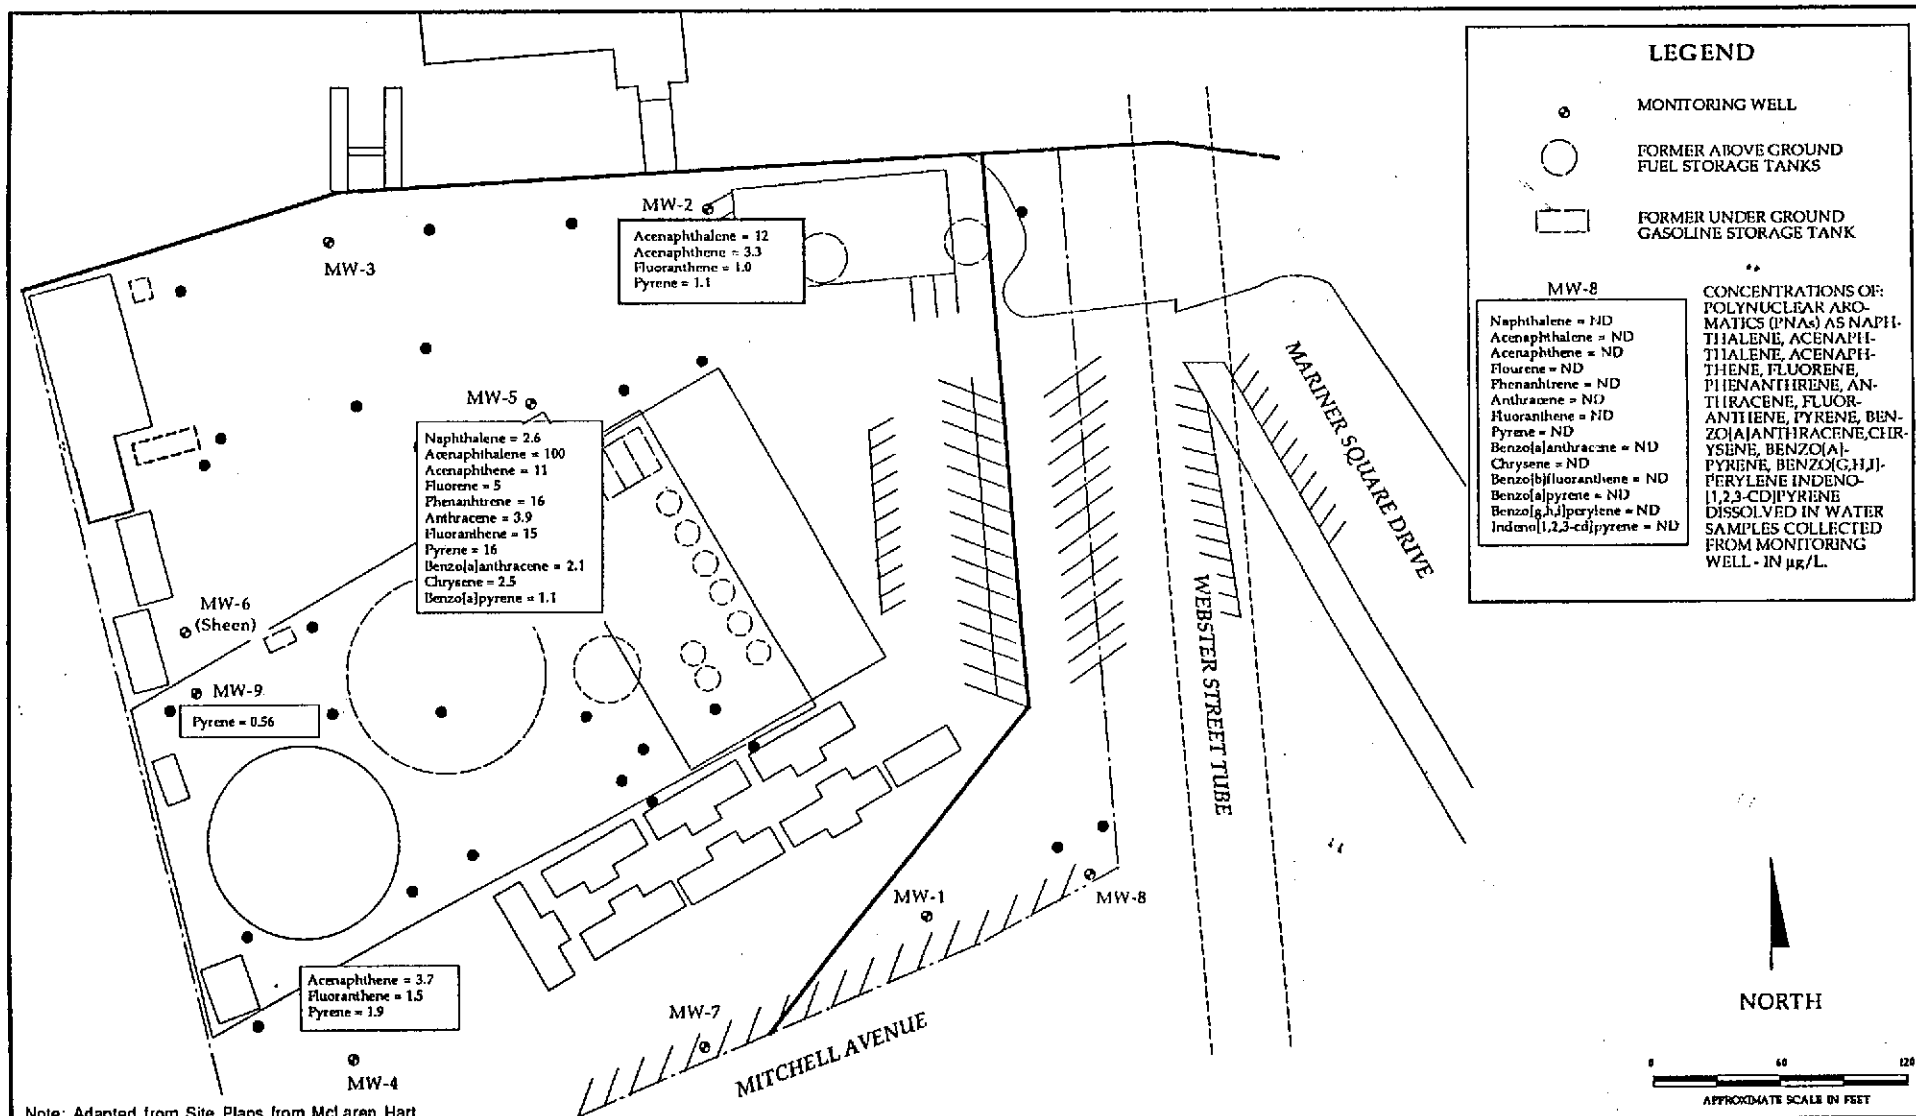 LEGEND
MONITORING WELL
FORMER ABOVE GROUND
FUEL STORAGE TANKS
FORMER UNDER GROUND
GASOLINE STORAGE TANK
MW-8
Naphthalene = ND
Acenaphthalene = ND
Acenaphthene = ND
Flourene = ND
Phenanhtrene = ND
Anthracene = ND
Fluoranthene = ND
Pyrene = ND
Benzo[a]anthracene = ND
Chrysene = ND
Benzo[b]fluoranthene = ND
Benzo[a]pyrene = ND
Benzo[g,h,i]perylene = ND
Indeno[1,2,3-cd]pyrene = ND
CONCENTRATIONS OF:
POLYNUCLEAR ARO-
MATICS (PNAs) AS NAPH-
THALENE, ACENAPH-
THALENE, ACENAPH-
THENE, FLUORENE,
PHENANTHRENE, AN-
THRACENE, FLUOR-
ANTHENE, PYRENE, BEN-
ZO[A]ANTHRACENE,CHR-
YSENE, BENZO[A]-
PYRENE, BENZO[G,H,I]-
PERYLENE INDENO-
[1,2,3-CD]PYRENE
DISSOLVED IN WATER
SAMPLES COLLECTED
FROM MONITORING
WELL - IN µg/L.
MW-2
Acenaphthalene = 12
Acenaphthene = 3.3
Fluoranthene = 1.0
Pyrene = 1.1
MW-3
MW-5
Naphthalene = 2.6
Acenaphthalene = 100
Acenaphthene = 11
Fluorene = 5
Phenanhtrene = 16
Anthracene = 3.9
Fluoranthene = 15
Pyrene = 16
Benzo[a]anthracene = 2.1
Chrysene = 2.5
Benzo[a]pyrene = 1.1
MARINER SQUARE DRIVE
WEBSTER STREET TUBE
MW-6
(Sheen)
MW-9
Pyrene = 0.56
MW-1
MW-8
Acenaphthene = 3.7
Fluoranthene = 1.5
Pyrene = 1.9
MW-7
MW-4
MITCHELL AVENUE
NORTH
0 60 120
APPROXIMATE SCALE IN FEET
Note: Adapted from Site Plans from McLaren Hart